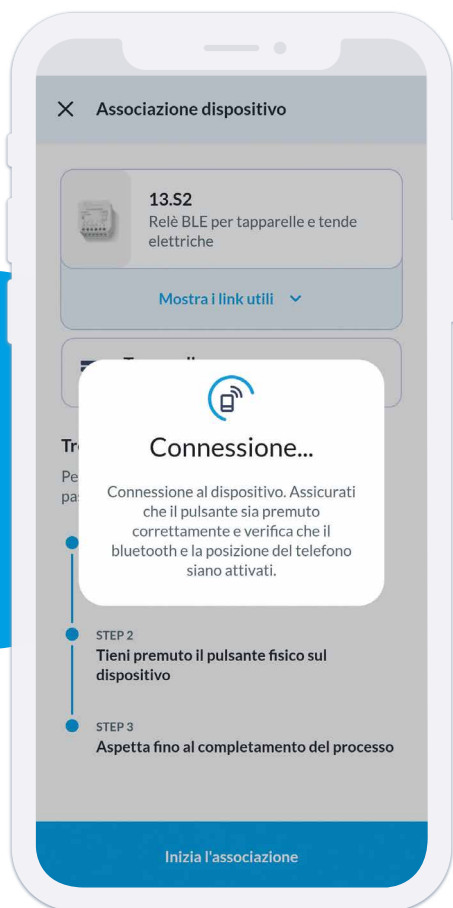 Associazione dispositivo
13.S2
Relè BLE per tapparelle e tende
elettriche
Mostra i link utili
Connessione...
Connessione al dispositivo. Assicurati
che il pulsante sia premuto
correttamente e verifica che il
bluetooth e la posizione del telefono
siano attivati.
STEP 2
Tieni premuto il pulsante fisico sul
dispositivo
STEP 3
Aspetta fino al completamento del processo
Inizia l'associazione